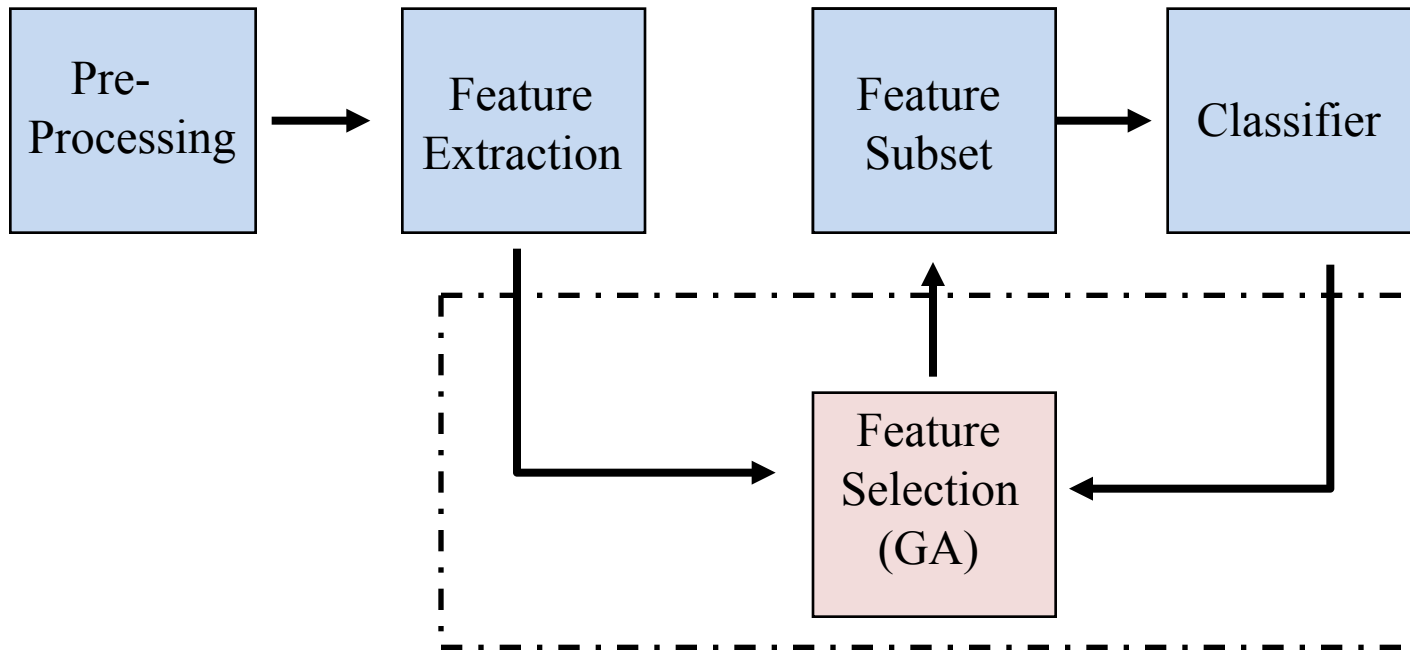 Pre-
Processing
Feature
Extraction
Feature
Subset
Classifier
Feature
Selection
(GA)